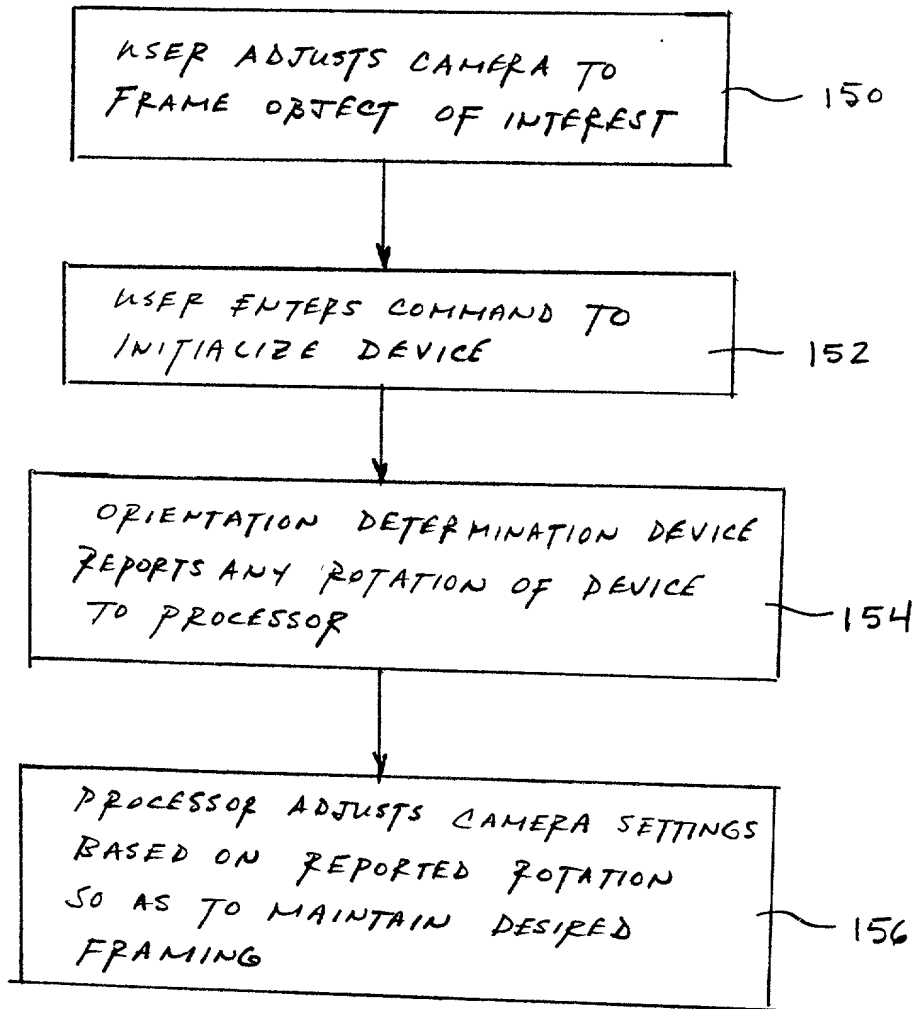 USER ADJUSTS CAMERA TO
FRAME OBJECT OF INTEREST
150
USER ENTERS COMMAND TO
INITIALIZE DEVICE
152
ORIENTATION DETERMINATION DEVICE
REPORTS ANY ROTATION OF DEVICE
TO PROCESSOR
154
PROCESSOR ADJUSTS CAMERA SETTINGS
BASED ON REPORTED ROTATION
SO AS TO MAINTAIN DESIRED
FRAMING
156